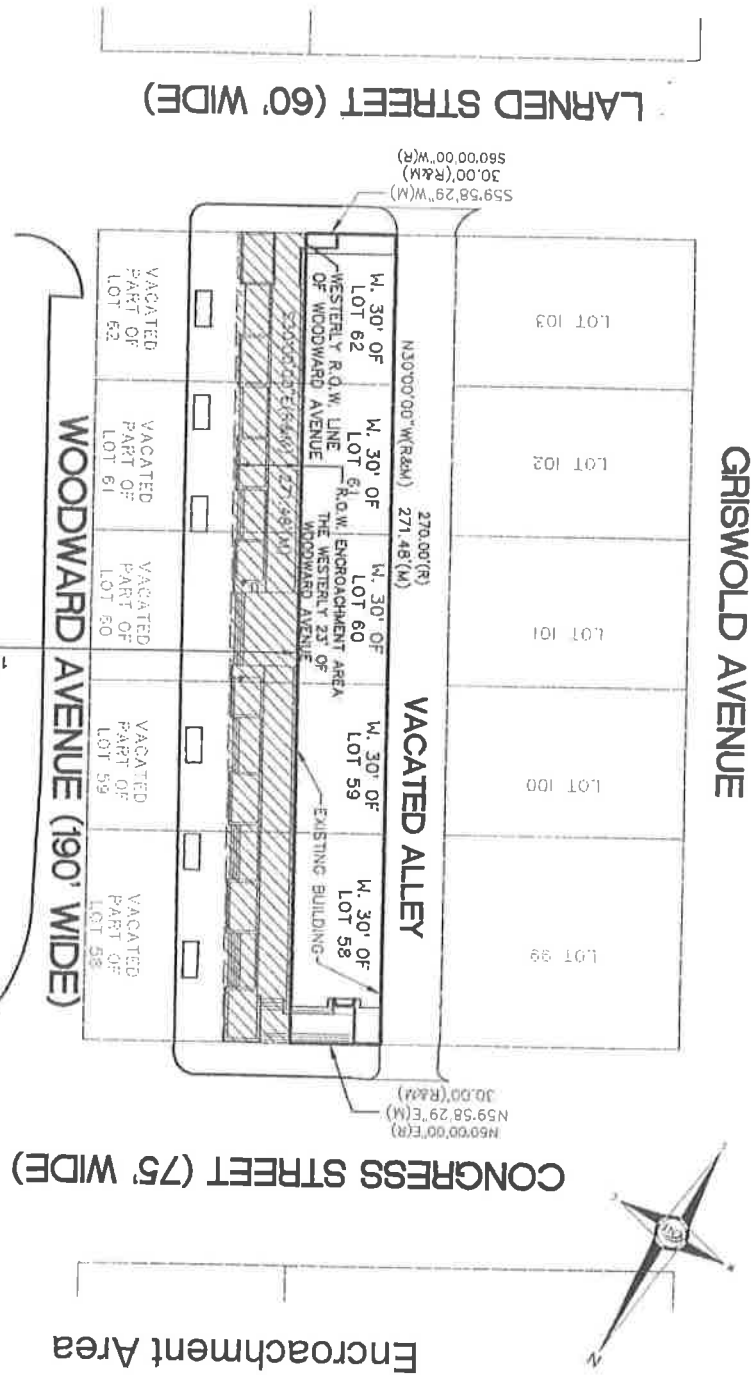 Encroachment Area
CONGRESS STREET (75' WIDE)
N60°00'00"E(R)
N59°58'29"E(M)
30.00'(R&M)
N
GRISWOLD AVENUE
LOT 103
LOT 102
LOT 101
LOT 100
LOT 99
VACATED ALLEY
270.00'(R)
N30°00'00"W(R&M) 271.48'(M)
W. 30' OF
LOT 62
W. 30' OF
LOT 61
W. 30' OF
LOT 60
W. 30' OF
LOT 59
W. 30' OF
LOT 58
WESTERLY R.O.W. LINE
OF WOODWARD AVENUE
R.O.W. ENCROACHMENT AREA
THE WESTERLY 23' OF
WOODWARD AVENUE
EXISTING BUILDING
S30°00'00"E(R&M) 271.48'(M)
VACATED
PART OF
LOT 62
VACATED
PART OF
LOT 61
VACATED
PART OF
LOT 60
VACATED
PART OF
LOT 59
VACATED
PART OF
LOT 58
WOODWARD AVENUE (190' WIDE)
1
S59°58'29"W(M)
30.00'(R&M)
S60°00'00"W(R)
LARNED STREET (60' WIDE)